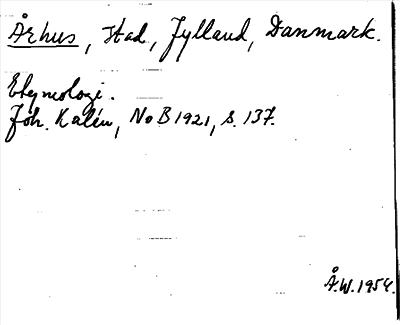 Århus, stad, Jylland, Danmark.
Etymologi.
Joh. Kalén, NoB 1921, s. 137.
Å.W. 1954.